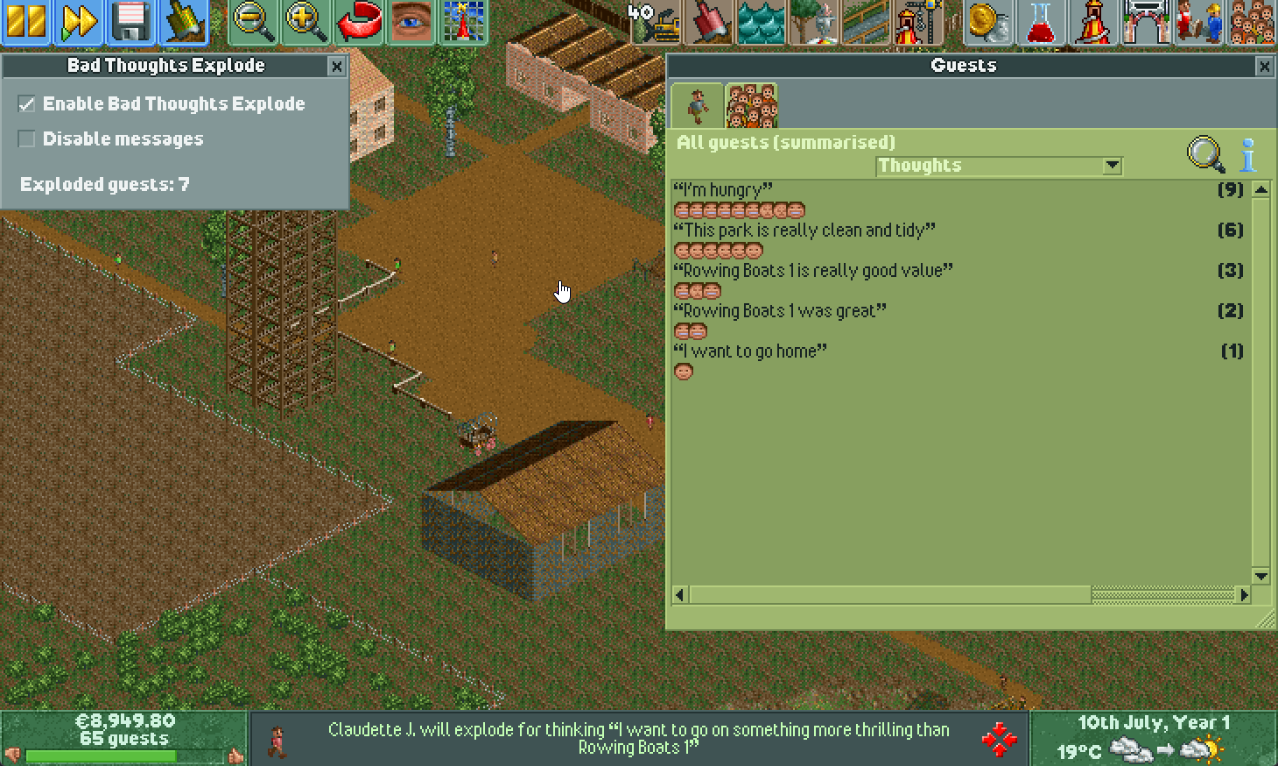 40
Bad Thoughts Explode
Enable Bad Thoughts Explode
Disable messages
Exploded guests: 7
Guests
All guests (summarised)
Thoughts
“I'm hungry” (9)
“This park is really clean and tidy” (6)
“Rowing Boats 1 is really good value” (3)
“Rowing Boats 1 was great” (2)
“I want to go home” (1)
€8,949.80
65 guests
Claudette J. will explode for thinking “I want to go on something more thrilling than
Rowing Boats 1”
10th July, Year 1
19°C